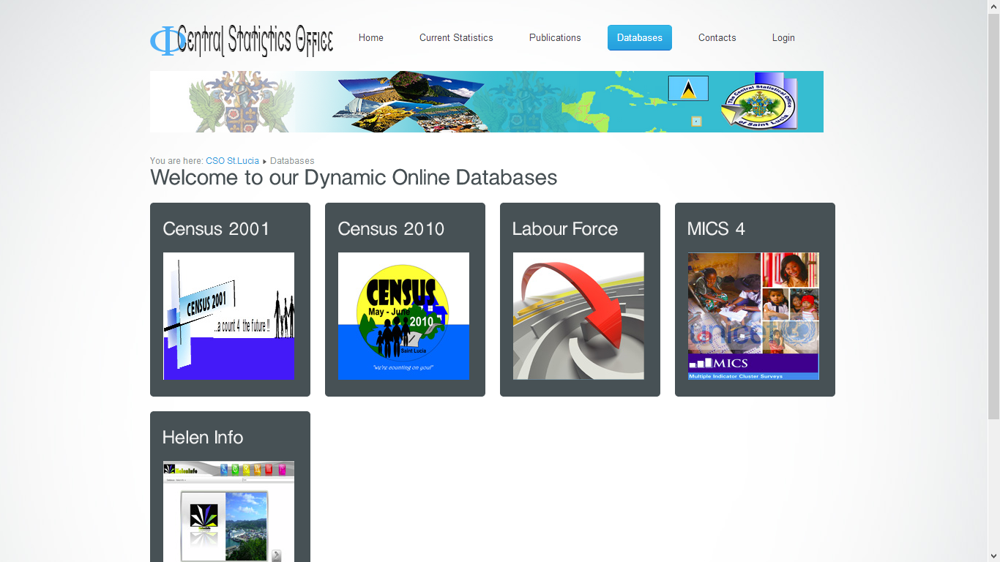 Central Statistics Office
Home
Current Statistics
Publications
Databases
Contacts
Login
The Central Statistical Office
of Saint Lucia
You are here: CSO St.Lucia
Databases
Welcome to our Dynamic Online Databases
Census 2001
Census 2010
Labour Force
MICS 4
CENSUS 2001
..a count 4 the future !!
CENSUS
May - June
2010
Saint Lucia
"we're counting on you!"
unicef
MICS
Multiple Indicator Cluster Surveys
Helen Info
HelenInfo